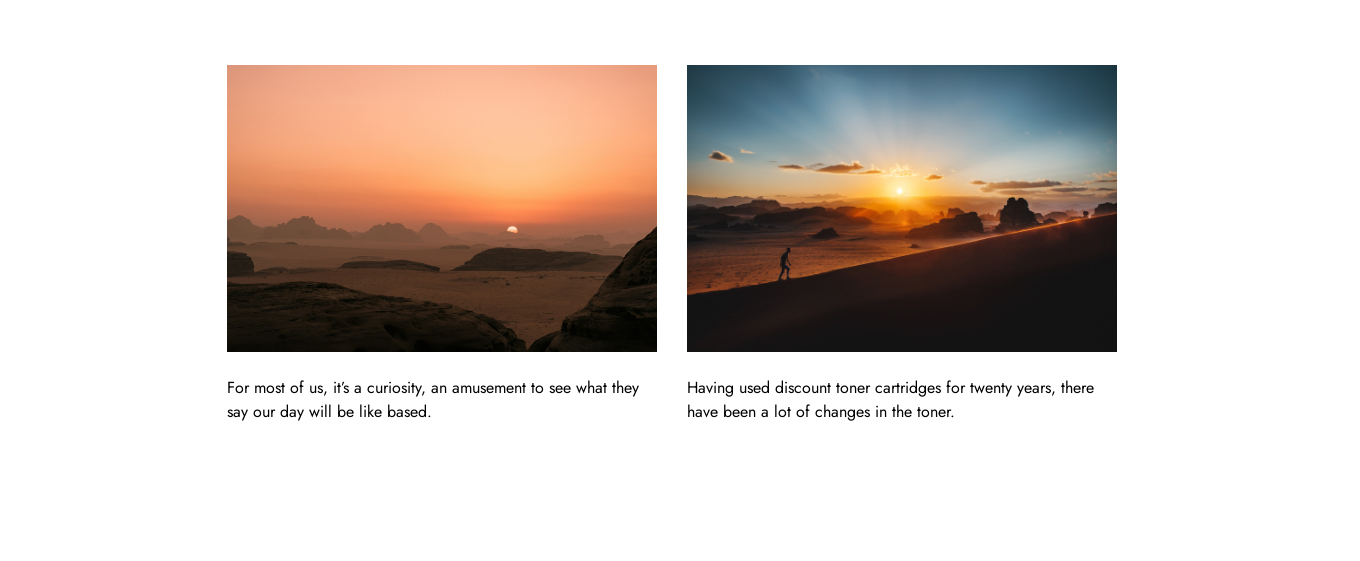 For most of us, it’s a curiosity, an amusement to see what they
say our day will be like based.
Having used discount toner cartridges for twenty years, there
have been a lot of changes in the toner.